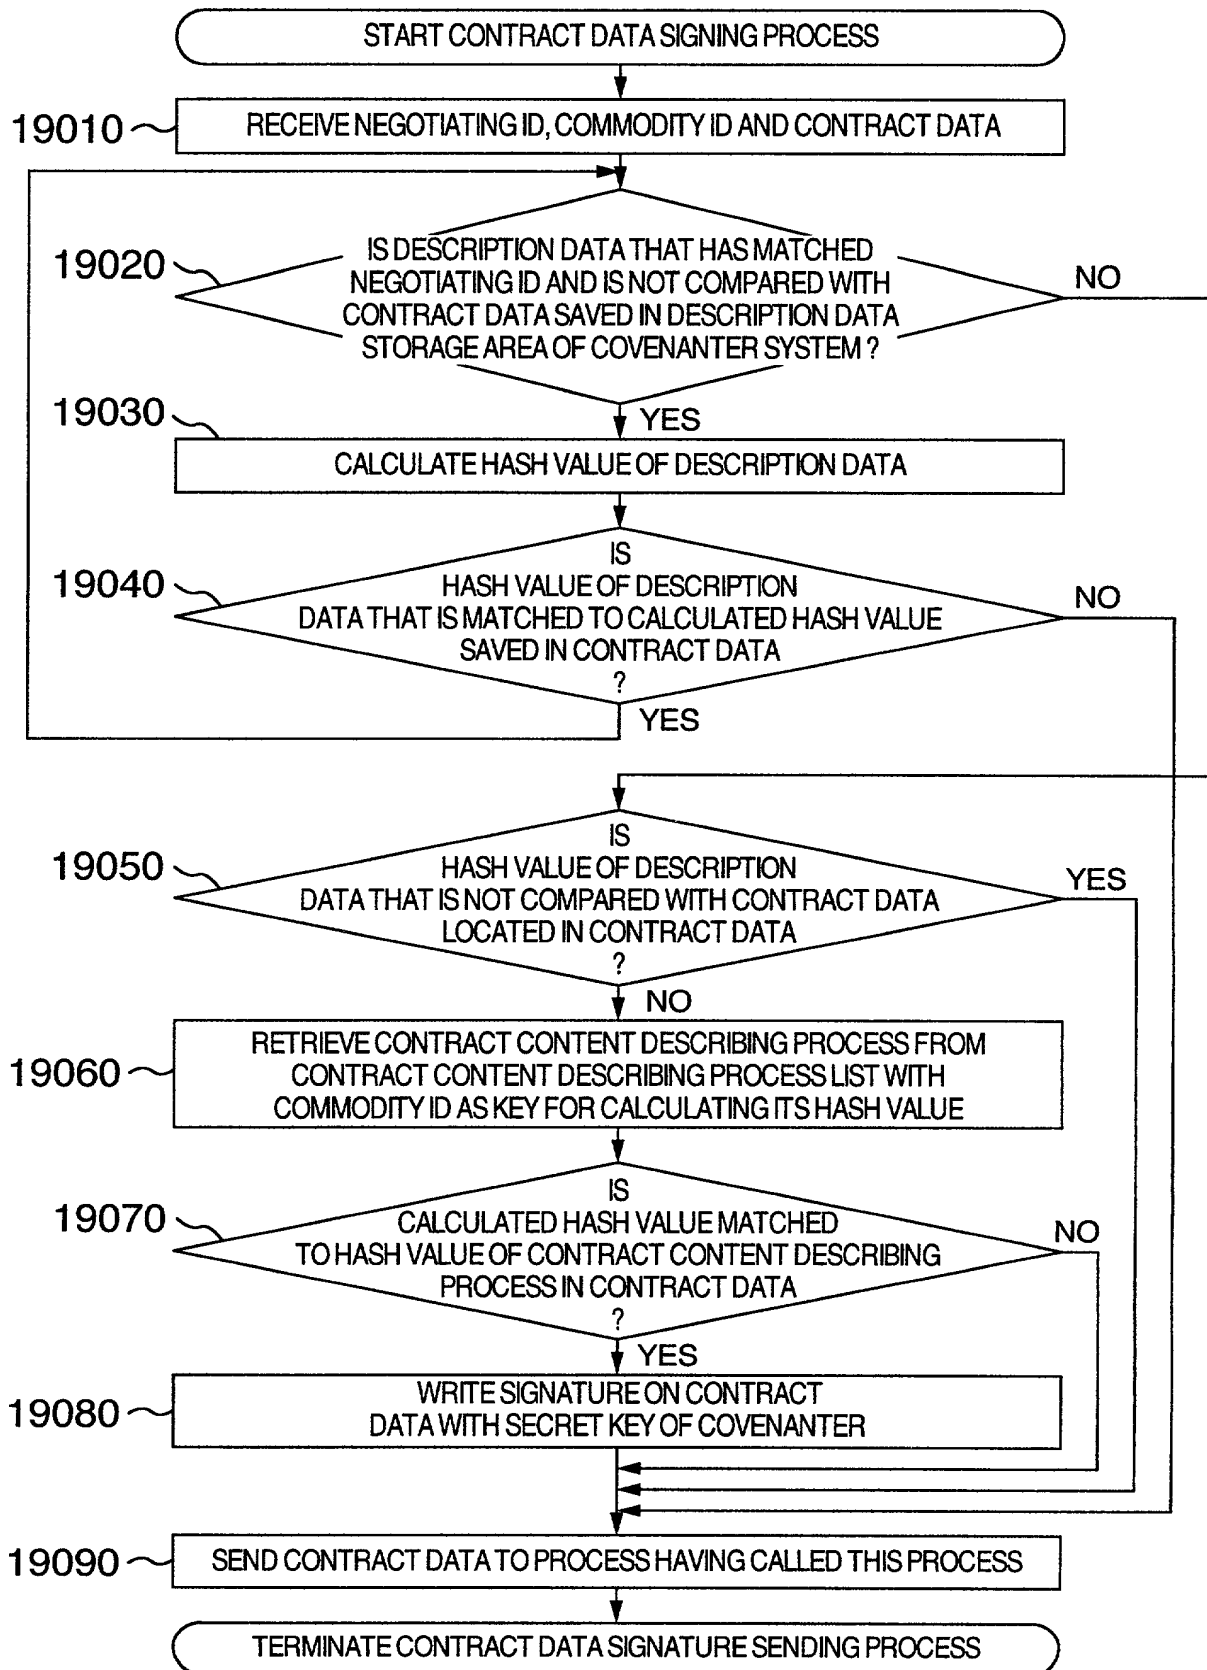 START CONTRACT DATA SIGNING PROCESS
19010
RECEIVE NEGOTIATING ID, COMMODITY ID AND CONTRACT DATA
19020
IS DESCRIPTION DATA THAT HAS MATCHED
NEGOTIATING ID AND IS NOT COMPARED WITH
CONTRACT DATA SAVED IN DESCRIPTION DATA
STORAGE AREA OF COVENANTER SYSTEM ?
NO
YES
19030
CALCULATE HASH VALUE OF DESCRIPTION DATA
19040
IS
HASH VALUE OF DESCRIPTION
DATA THAT IS MATCHED TO CALCULATED HASH VALUE
SAVED IN CONTRACT DATA
?
NO
YES
19050
IS
HASH VALUE OF DESCRIPTION
DATA THAT IS NOT COMPARED WITH CONTRACT DATA
LOCATED IN CONTRACT DATA
?
YES
NO
19060
RETRIEVE CONTRACT CONTENT DESCRIBING PROCESS FROM
CONTRACT CONTENT DESCRIBING PROCESS LIST WITH
COMMODITY ID AS KEY FOR CALCULATING ITS HASH VALUE
19070
IS
CALCULATED HASH VALUE MATCHED
TO HASH VALUE OF CONTRACT CONTENT DESCRIBING
PROCESS IN CONTRACT DATA
?
NO
YES
19080
WRITE SIGNATURE ON CONTRACT
DATA WITH SECRET KEY OF COVENANTER
19090
SEND CONTRACT DATA TO PROCESS HAVING CALLED THIS PROCESS
TERMINATE CONTRACT DATA SIGNATURE SENDING PROCESS